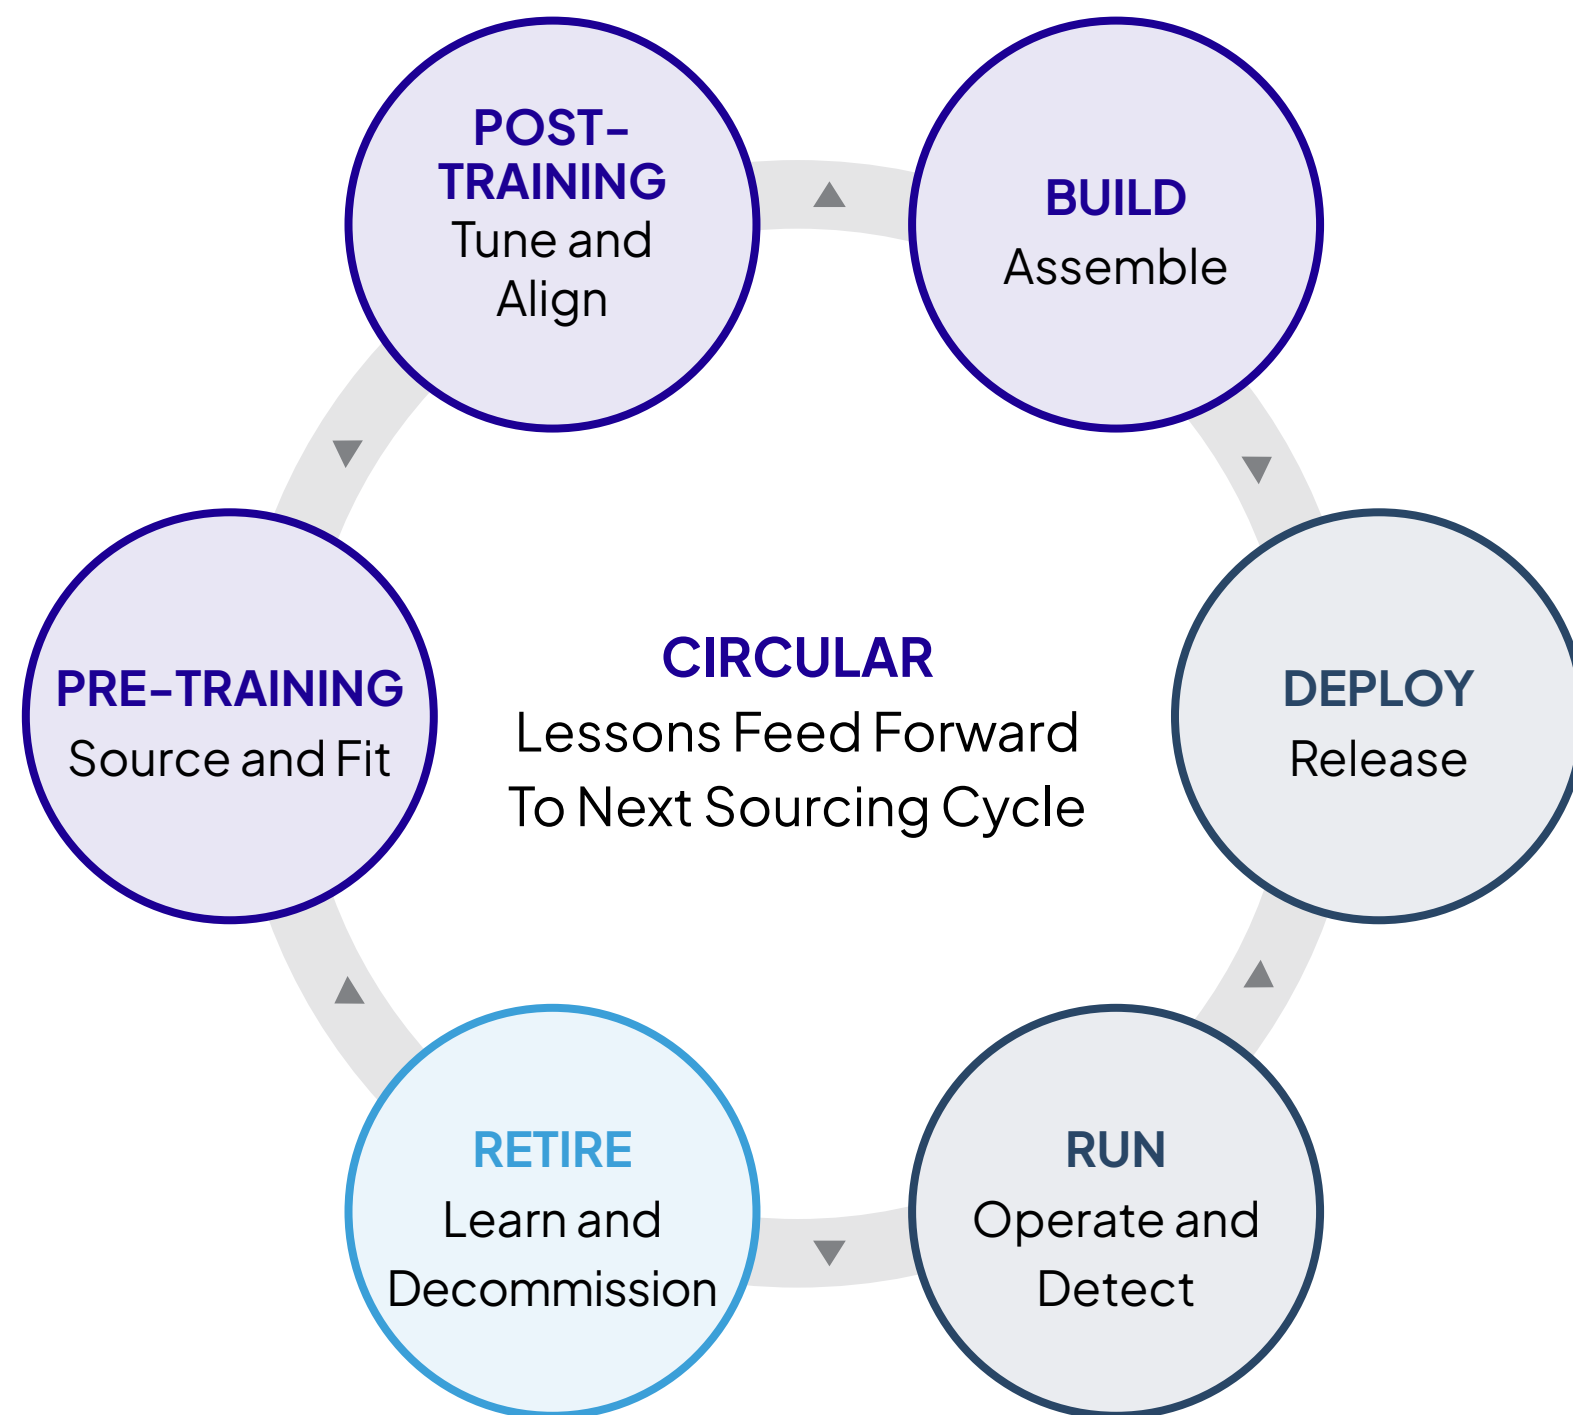 POST-
TRAINING
Tune and
Align
BUILD
Assemble
PRE-TRAINING
Source and Fit
CIRCULAR
Lessons Feed Forward
To Next Sourcing Cycle
DEPLOY
Release
RETIRE
Learn and
Decommission
RUN
Operate and
Detect